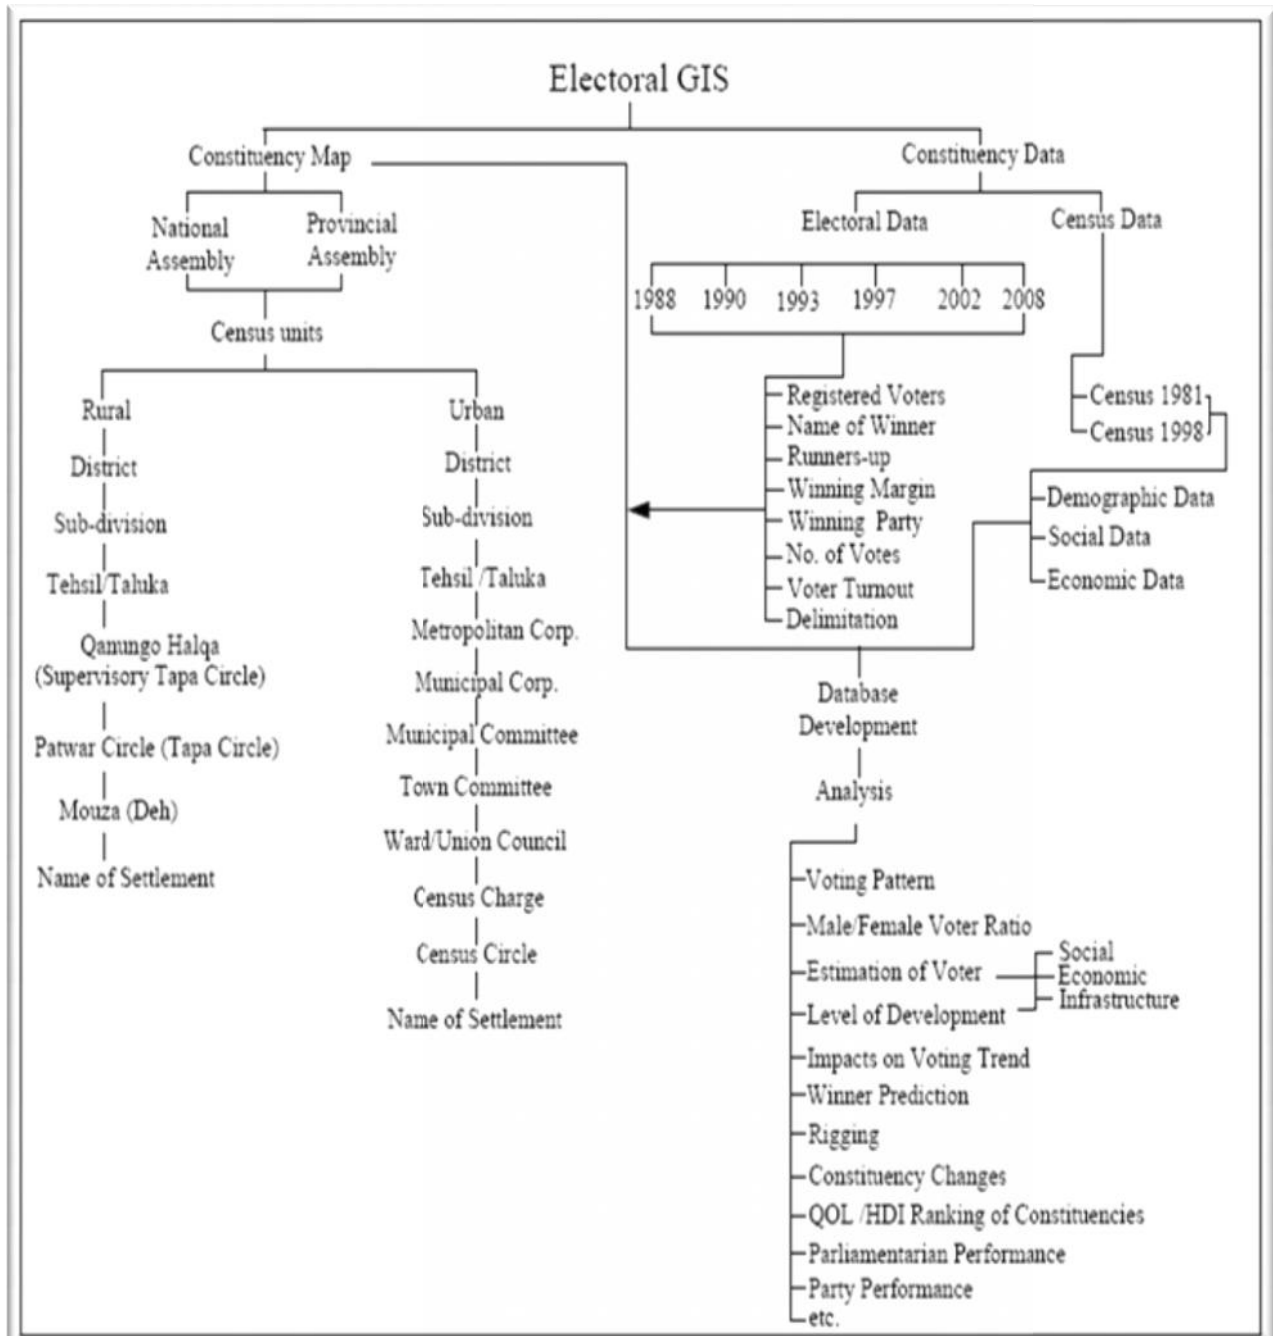 Electoral GIS
Constituency Map
Constituency Data
National
Assembly
Provincial
Assembly
Electoral Data
Census Data
1988
1990
1993
1997
2002
2008
Census units
Rural
District
Sub-division
Tehsil/Taluka
Qanungo Halqa
(Supervisory Tapa Circle)
Patwar Circle (Tapa Circle)
Mouza (Deh)
Name of Settlement
Urban
District
Sub-division
Tehsil /Taluka
Metropolitan Corp.
Municipal Corp.
Municipal Committee
Town Committee
Ward/Union Council
Census Charge
Census Circle
Name of Settlement
Registered Voters
Name of Winner
Runners-up
Winning Margin
Winning Party
No. of Votes
Voter Turnout
Delimitation
Census 1981
Census 1998
Demographic Data
Social Data
Economic Data
Database
Development
Analysis
Voting Pattern
Male/Female Voter Ratio
Estimation of Voter
Level of Development
Social
Economic
Infrastructure
Impacts on Voting Trend
Winner Prediction
Rigging
Constituency Changes
QOL /HDI Ranking of Constituencies
Parliamentarian Performance
Party Performance
etc.